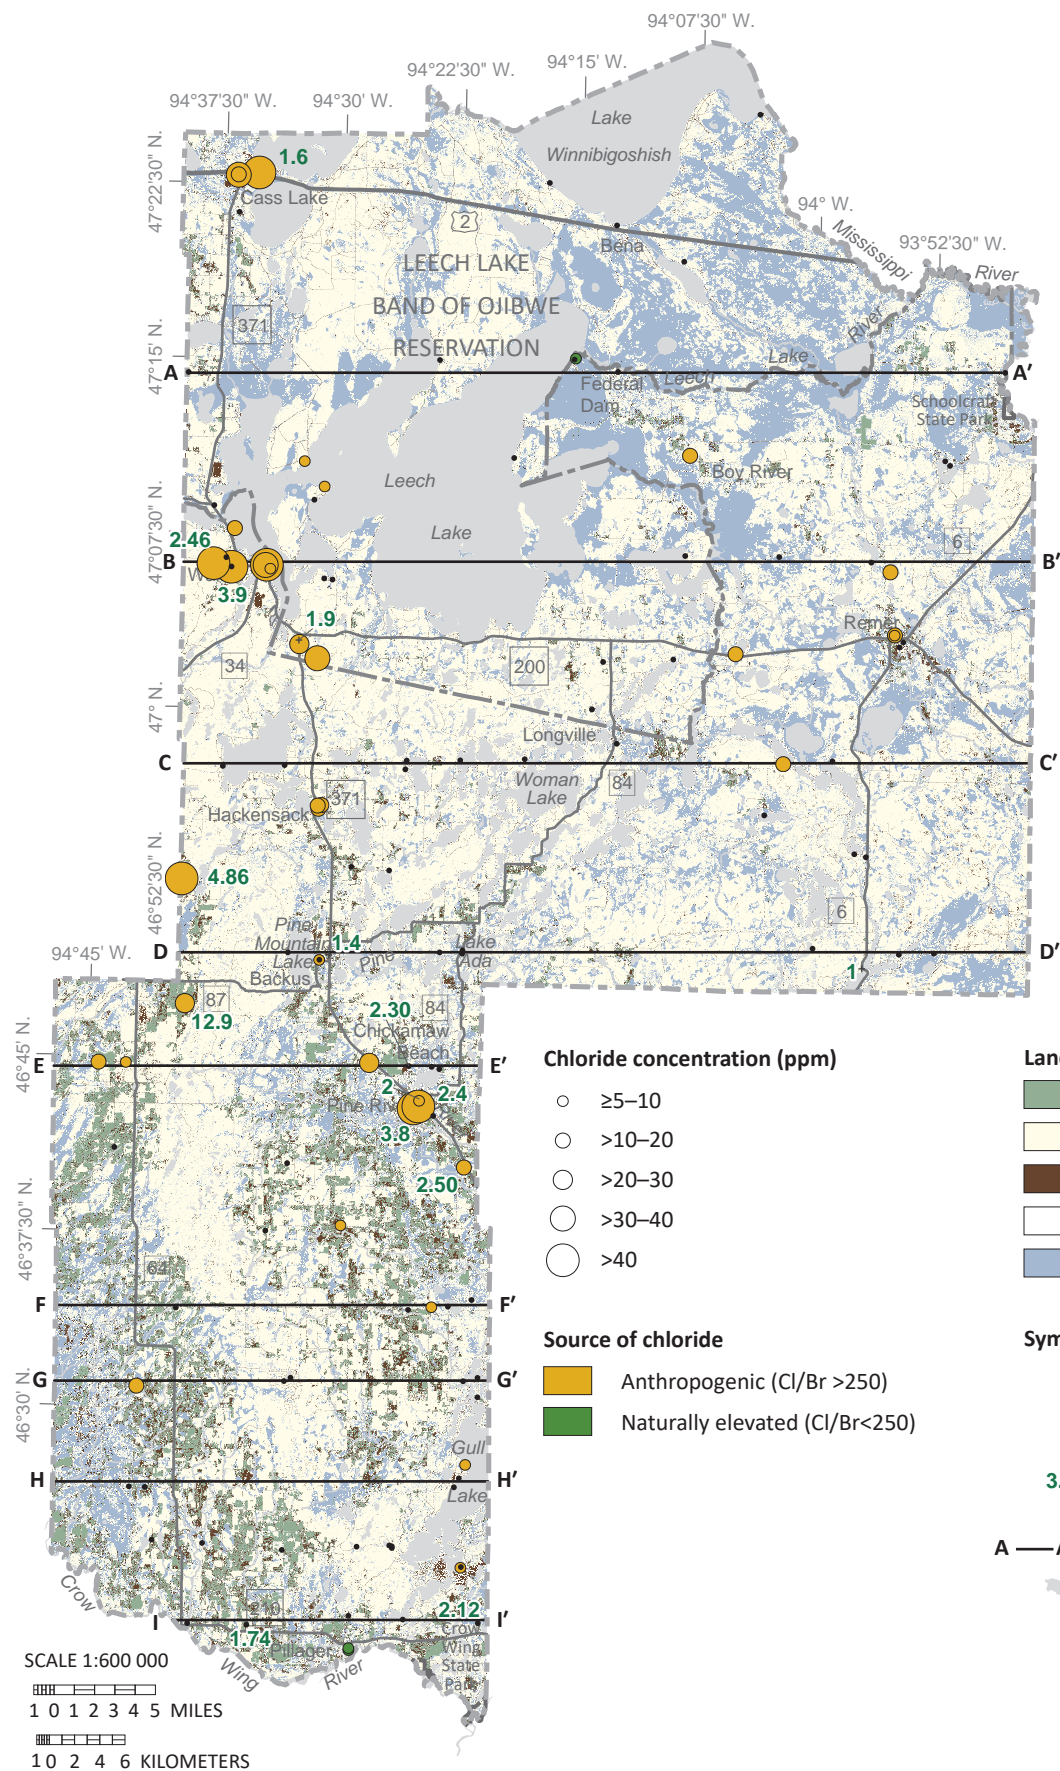 94°07'30" W.
94°15' W.
94°22'30" W.
94°37'30" W.
94°30' W.
Lake
Winnibigoshish
47°22'30" N.
1.6
Cass Lake
2
94° W.
Bena
Mississippi
93°52'30" W.
River
LEECH LAKE
BAND OF OJIBWE
RESERVATION
371
River
47°15' N.
Lake
A
A'
Leech
Federal
Dam
Schoolcraft
State Park
Boy River
Leech
Lake
47°07'30" N.
2.46
6
B
B'
W
3.9
1.9
Remer
34
200
47° N.
Longville
C
C'
Woman
Lake
84
371
Hackensack
46°52'30" N.
4.86
6
Pine
Mountain
Lake
1.4
Pine
Lake
Ada
94°45' W.
D
D'
Backus
1
87
12.9
2.30
84
Chickamaw
Beach
46°45' N.
E
E'
2
2.4
Pine Riv
3.8
2.50
46°37'30" N.
64
F
F'
G
G'
46°30' N.
Gull
Lake
H
H'
Crow
210
2.12
I
I'
1.74
Pillager
Crow
Wing
State
Park
Wing
River
Chloride concentration (ppm)
≥5–10
>10–20
>20–30
>30–40
>40
Source of chloride
Anthropogenic (Cl/Br >250)
Naturally elevated (Cl/Br<250)
Lan
Sym
3.
A
SCALE 1:600 000
1 0 1 2 3 4 5 MILES
1 0 2 4 6 KILOMETERS